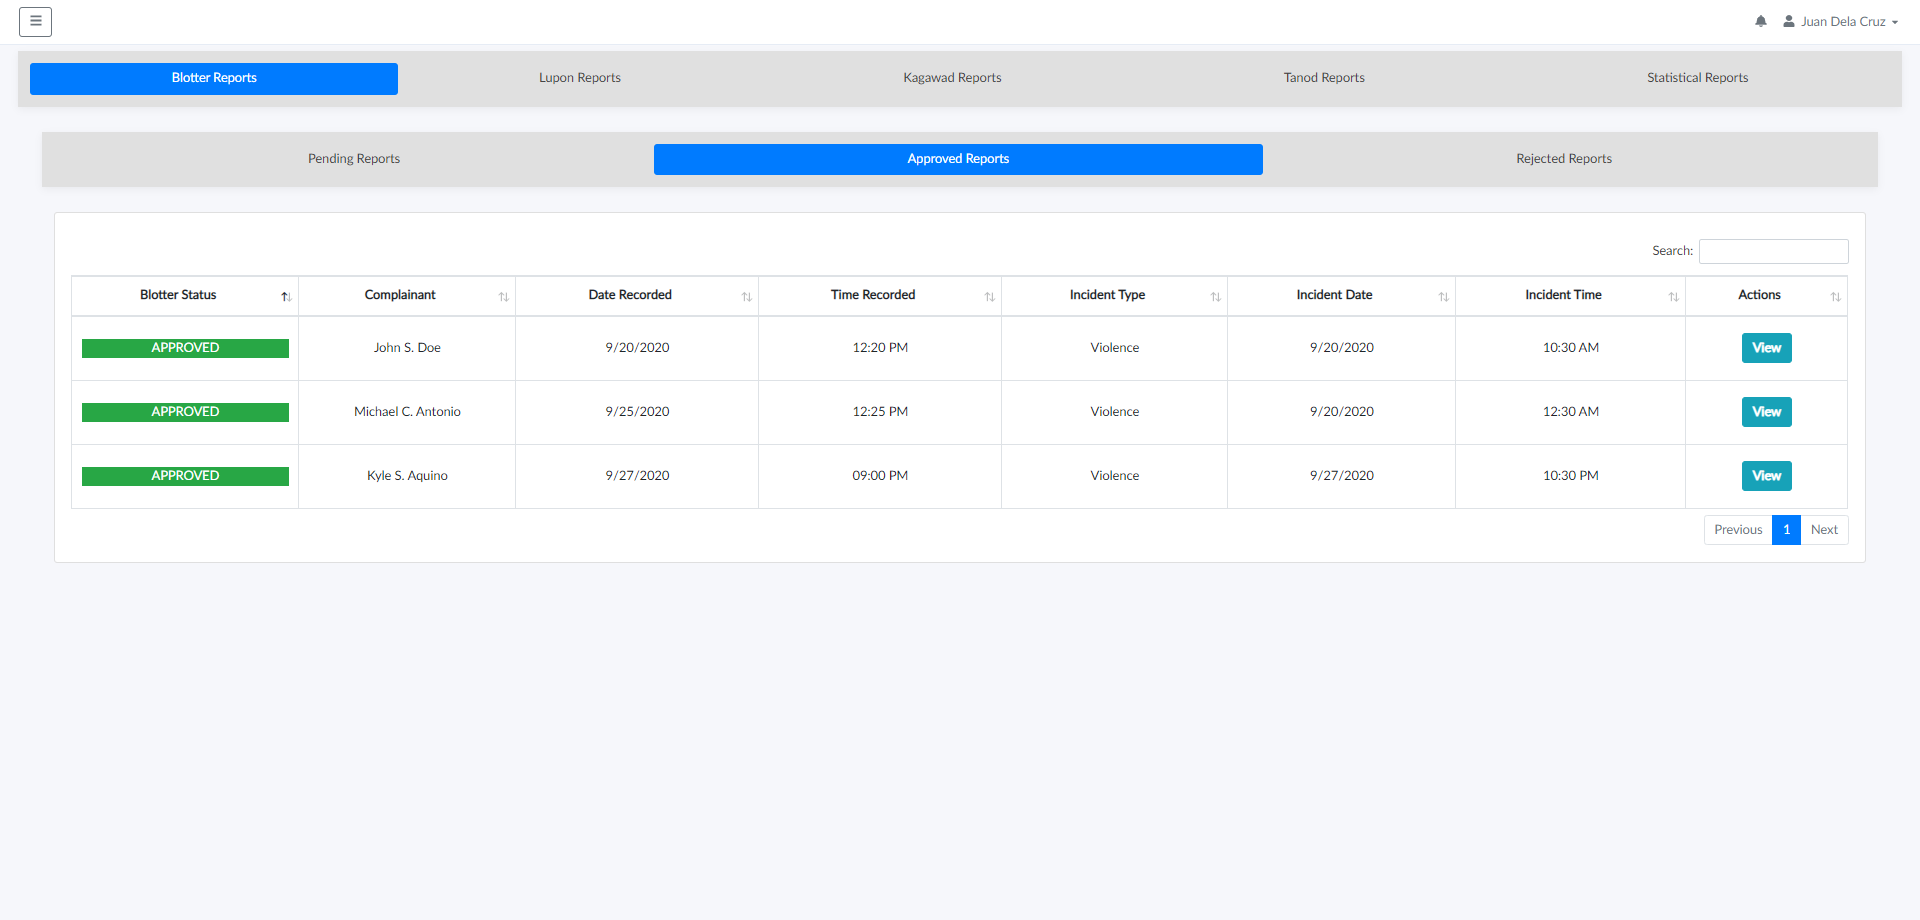 Juan Dela Cruz
Blotter Reports Lupon Reports Kagawad Reports Tanod Reports Statistical Reports
Pending Reports Approved Reports Rejected Reports
Search:
Blotter Status Complainant Date Recorded Time Recorded Incident Type Incident Date Incident Time Actions
APPROVED John S. Doe 9/20/2020 12:20 PM Violence 9/20/2020 10:30 AM View
APPROVED Michael C. Antonio 9/25/2020 12:25 PM Violence 9/20/2020 12:30 AM View
APPROVED Kyle S. Aquino 9/27/2020 09:00 PM Violence 9/27/2020 10:30 PM View
Previous 1 Next